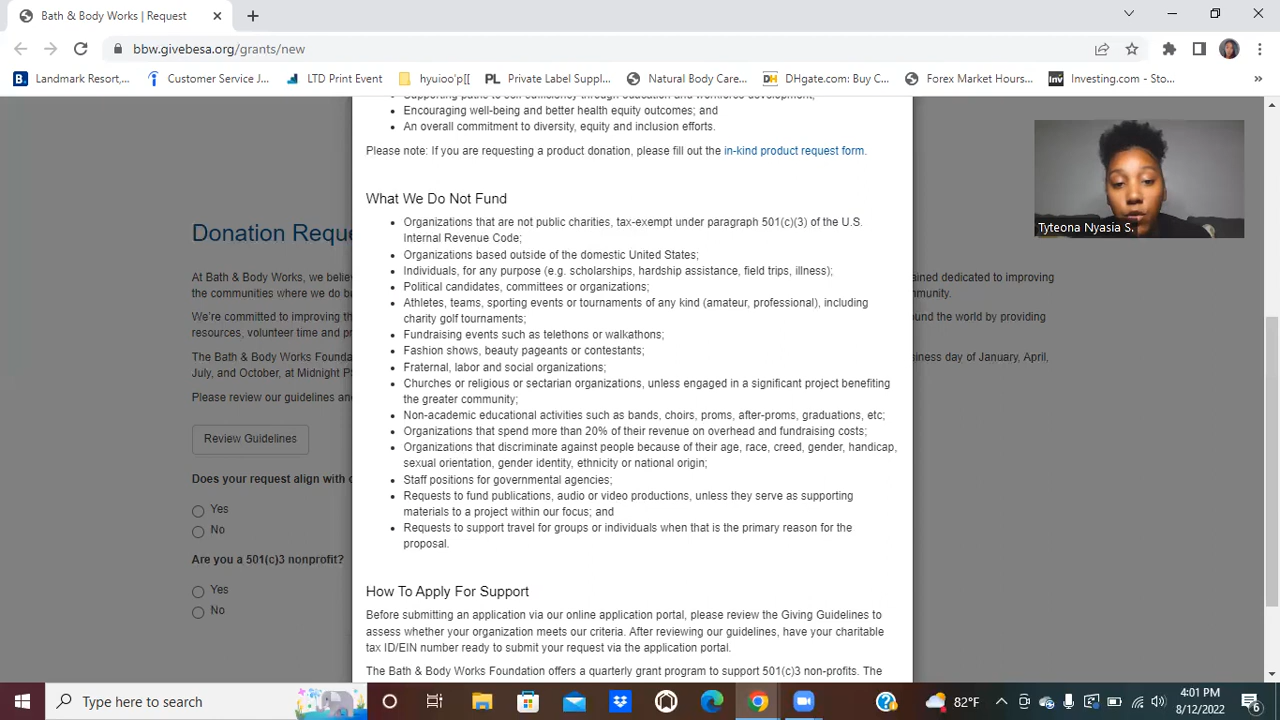 Bath & Body Works | Request
bbw.givebesa.org/grants/new
Landmark Resort,... Customer Service J... LTD Print Event hyuioo'p[[ Private Label Suppl... Natural Body Care... DHgate.com: Buy C... Forex Market Hours... Investing.com - Sto... »
Supporting paths to self-sufficiency through education and workforce development;
Encouraging well-being and better health equity outcomes; and
An overall commitment to diversity, equity and inclusion efforts.
Please note: If you are requesting a product donation, please fill out the in-kind product request form.
What We Do Not Fund
Organizations that are not public charities, tax-exempt under paragraph 501(c)(3) of the U.S.
Internal Revenue Code;
Organizations based outside of the domestic United States;
Individuals, for any purpose (e.g. scholarships, hardship assistance, field trips, illness);
Political candidates, committees or organizations;
Athletes, teams, sporting events or tournaments of any kind (amateur, professional), including
charity golf tournaments;
Fundraising events such as telethons or walkathons;
Fashion shows, beauty pageants or contestants;
Fraternal, labor and social organizations;
Churches or religious or sectarian organizations, unless engaged in a significant project benefiting
the greater community;
Non-academic educational activities such as bands, choirs, proms, after-proms, graduations, etc;
Organizations that spend more than 20% of their revenue on overhead and fundraising costs;
Organizations that discriminate against people because of their age, race, creed, gender, handicap,
sexual orientation, gender identity, ethnicity or national origin;
Staff positions for governmental agencies;
Requests to fund publications, audio or video productions, unless they serve as supporting
materials to a project within our focus; and
Requests to support travel for groups or individuals when that is the primary reason for the
proposal.
How To Apply For Support
Before submitting an application via our online application portal, please review the Giving Guidelines to
assess whether your organization meets our criteria. After reviewing our guidelines, have your charitable
tax ID/EIN number ready to submit your request via the application portal.
The Bath & Body Works Foundation offers a quarterly grant program to support 501(c)3 non-profits. The
Donation Reque
At Bath & Body Works, we believ
the communities where we do b
We're committed to improving th
resources, volunteer time and pr
The Bath & Body Works Founda
July, and October, at Midnight P
Please review our guidelines an
Review Guidelines
Does your request align with o
Yes
No
Are you a 501(c)3 nonprofit?
Yes
No
ined dedicated to improving
mmunity.
und the world by providing
siness day of January, April,
Tyteona Nyasia S.
Type here to search
82°F
4:01 PM
8/12/2022
6